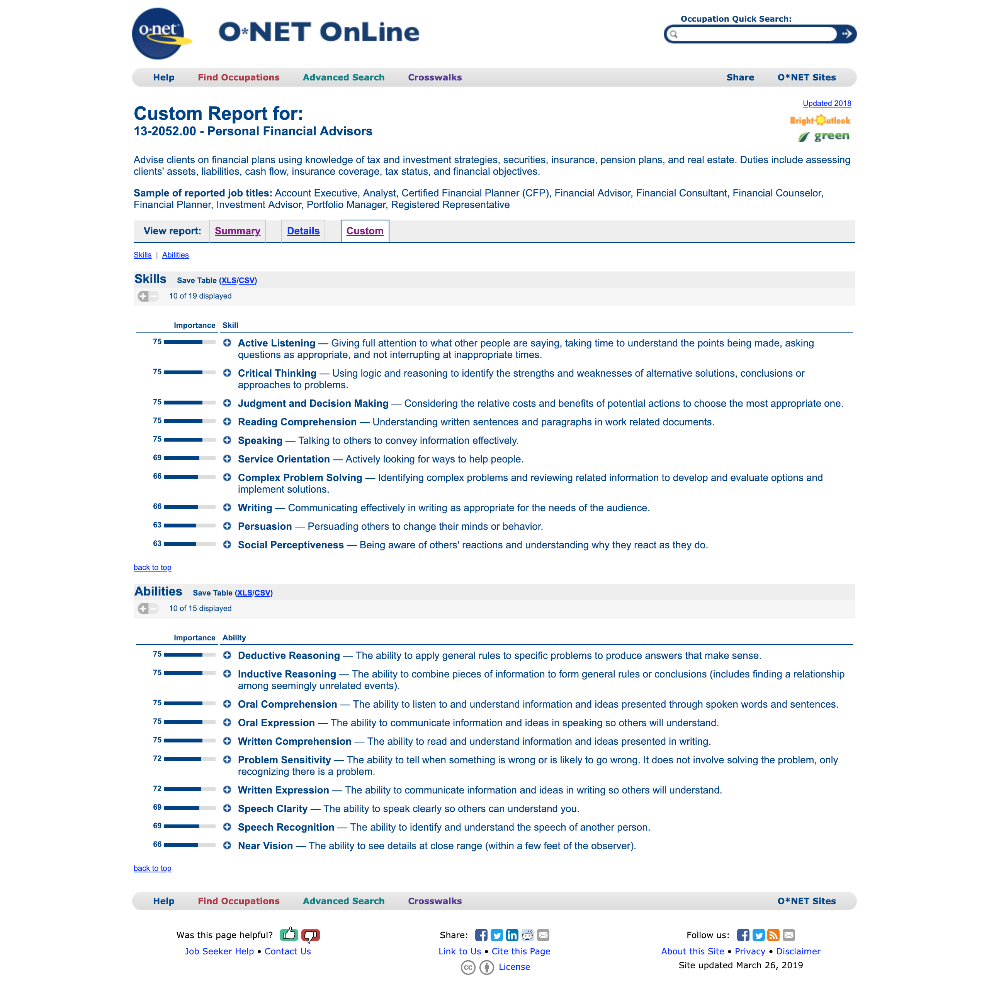 o·net
O*NET OnLine
Occupation Quick Search:
Help Find Occupations Advanced Search Crosswalks Share O*NET Sites
Updated 2018
Custom Report for:
13-2052.00 - Personal Financial Advisors
Bright Outlook
green
Advise clients on financial plans using knowledge of tax and investment strategies, securities, insurance, pension plans, and real estate. Duties include assessing
clients' assets, liabilities, cash flow, insurance coverage, tax status, and financial objectives.
Sample of reported job titles: Account Executive, Analyst, Certified Financial Planner (CFP), Financial Advisor, Financial Consultant, Financial Counselor,
Financial Planner, Investment Advisor, Portfolio Manager, Registered Representative
View report: Summary Details Custom
Skills | Abilities
Skills Save Table (XLS/CSV)
10 of 19 displayed
Importance Skill
75 Active Listening — Giving full attention to what other people are saying, taking time to understand the points being made, asking
questions as appropriate, and not interrupting at inappropriate times.
75 Critical Thinking — Using logic and reasoning to identify the strengths and weaknesses of alternative solutions, conclusions or
approaches to problems.
75 Judgment and Decision Making — Considering the relative costs and benefits of potential actions to choose the most appropriate one.
75 Reading Comprehension — Understanding written sentences and paragraphs in work related documents.
75 Speaking — Talking to others to convey information effectively.
69 Service Orientation — Actively looking for ways to help people.
66 Complex Problem Solving — Identifying complex problems and reviewing related information to develop and evaluate options and
implement solutions.
66 Writing — Communicating effectively in writing as appropriate for the needs of the audience.
63 Persuasion — Persuading others to change their minds or behavior.
63 Social Perceptiveness — Being aware of others' reactions and understanding why they react as they do.
back to top
Abilities Save Table (XLS/CSV)
10 of 15 displayed
Importance Ability
75 Deductive Reasoning — The ability to apply general rules to specific problems to produce answers that make sense.
75 Inductive Reasoning — The ability to combine pieces of information to form general rules or conclusions (includes finding a relationship
among seemingly unrelated events).
75 Oral Comprehension — The ability to listen to and understand information and ideas presented through spoken words and sentences.
75 Oral Expression — The ability to communicate information and ideas in speaking so others will understand.
75 Written Comprehension — The ability to read and understand information and ideas presented in writing.
72 Problem Sensitivity — The ability to tell when something is wrong or is likely to go wrong. It does not involve solving the problem, only
recognizing there is a problem.
72 Written Expression — The ability to communicate information and ideas in writing so others will understand.
69 Speech Clarity — The ability to speak clearly so others can understand you.
69 Speech Recognition — The ability to identify and understand the speech of another person.
66 Near Vision — The ability to see details at close range (within a few feet of the observer).
back to top
Help Find Occupations Advanced Search Crosswalks O*NET Sites
Was this page helpful? Share: Follow us:
Job Seeker Help • Contact Us Link to Us • Cite this Page About this Site • Privacy • Disclaimer
cc License Site updated March 26, 2019